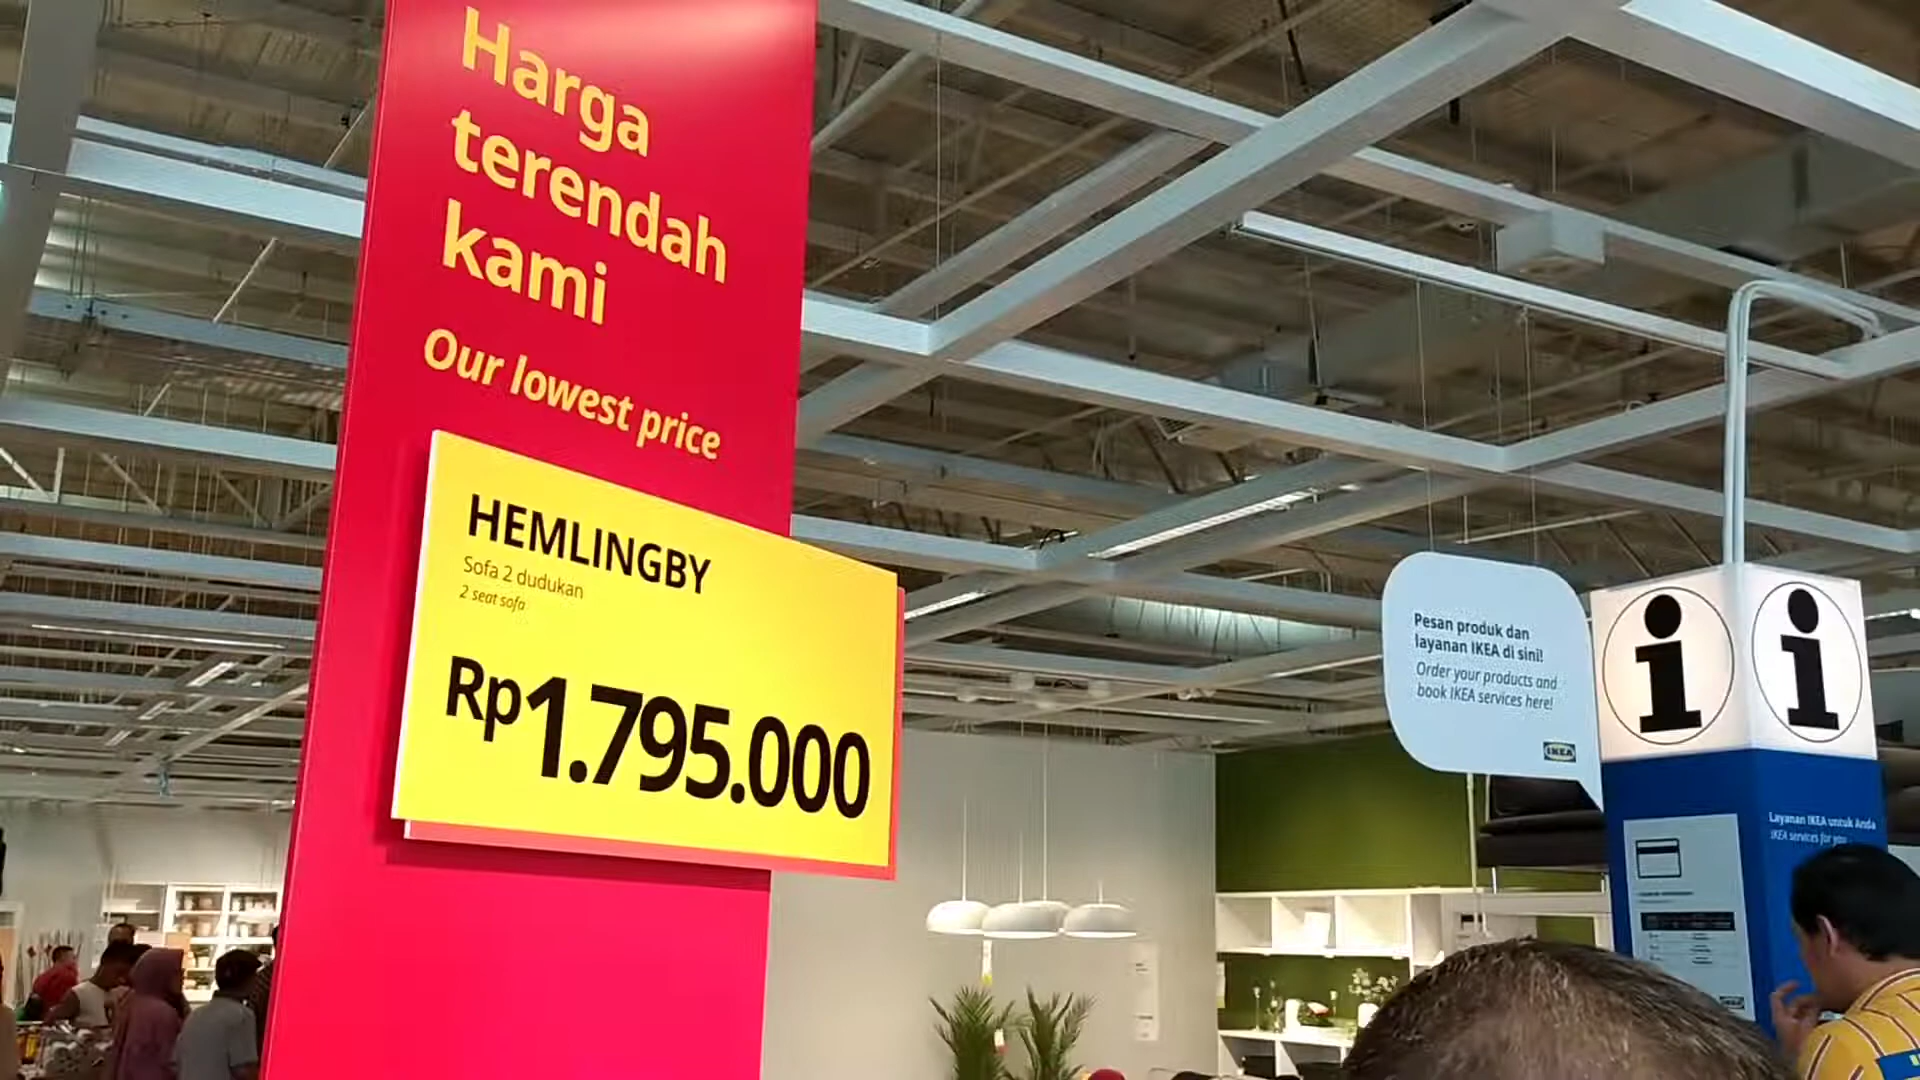 Harga
terendah
kami
Our lowest price
HEMLINGBY
Sofa 2 dudukan
2 seat sofa
Rp1.795.000
Pesan produk dan
layanan IKEA di sini!
Order your products and
book IKEA services here!
IKEA
i
i
Layanan IKEA untuk Anda
IKEA services for you